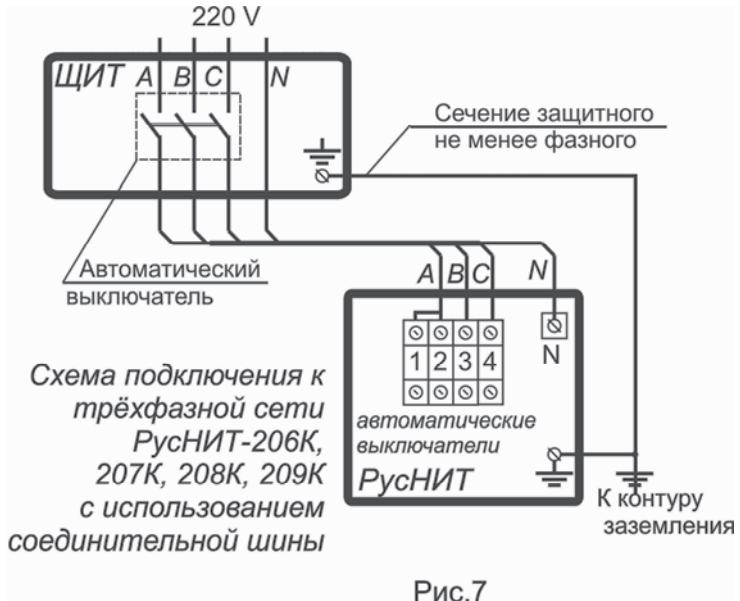 220 V
ЩИТ A B C N
Сечение защитного
не менее фазного
Автоматический
выключатель
A B C N
1 2 3 4
N
автоматические
выключатели
РусНИТ
Схема подключения к
трёхфазной сети
РусНИТ-206К,
207К, 208К, 209К
с использованием
соединительной шины
К контуру
заземления
Рис.7